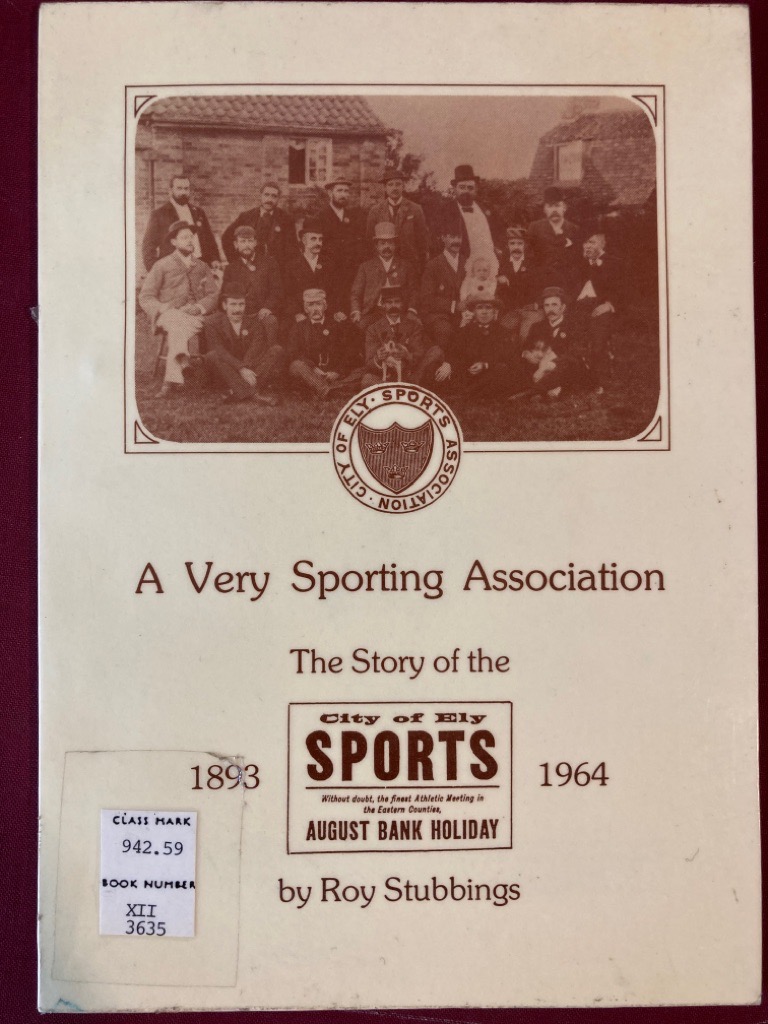 CITY OF ELY · SPORTS ASSOCIATION ·
A Very Sporting Association
The Story of the
City of Ely
SPORTS
Without doubt, the finest Athletic Meeting in
the Eastern Counties,
AUGUST BANK HOLIDAY
1893
1964
by Roy Stubbings
CLASS MARK
942.59
BOOK NUMBER
XII
3635